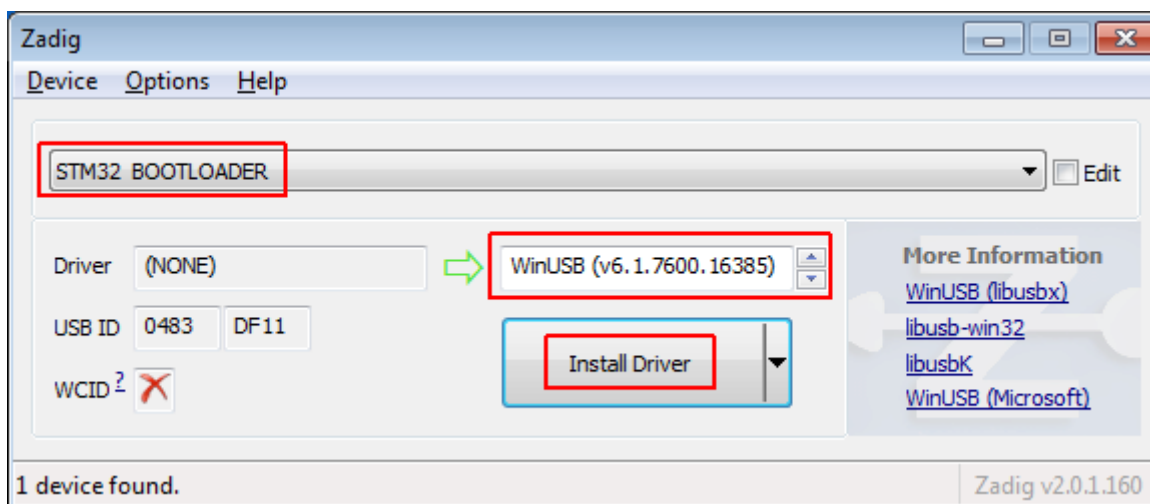 Zadig
Device Options Help
STM32 BOOTLOADER
Edit
Driver (NONE) WinUSB (v6.1.7600.16385)
USB ID 0483 DF11
WCID ?
Install Driver
More Information
WinUSB (libusbx)
libusb-win32
libusbK
WinUSB (Microsoft)
1 device found.
Zadig v2.0.1.160